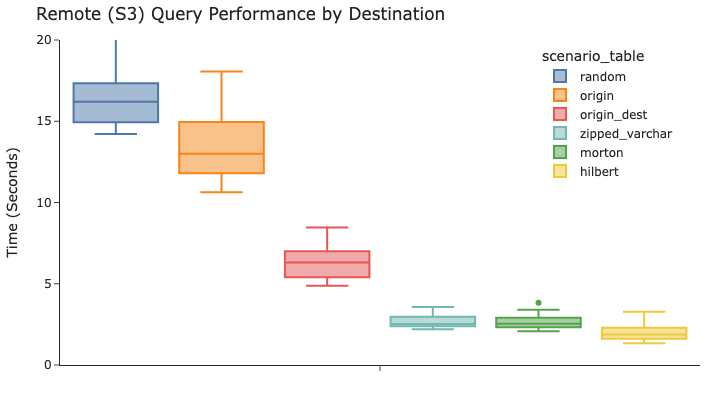 Remote (S3) Query Performance by Destination
Time (Seconds)
20
15
10
5
0
scenario_table
random
origin
origin_dest
zipped_varchar
morton
hilbert